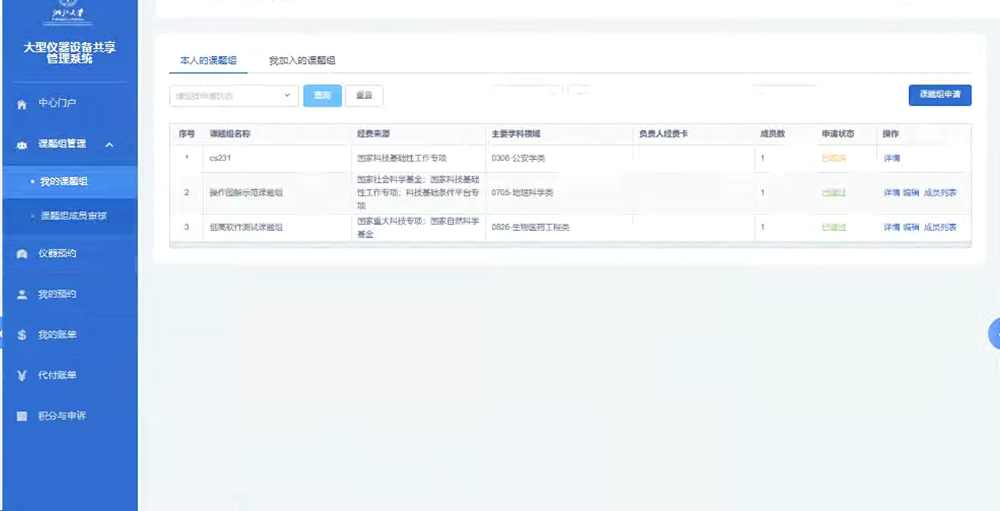 浙江大学
大型仪器设备共享
管理系统
中心门户
课题组管理
我的课题组
课题组成员审核
仪器预约
我的预约
我的账单
代付账单
积分与申诉
本人的课题组 我加入的课题组
请选择申请状态 查询 重置 课题组申请
序号 课题组名称 经费来源 主要学科领域 负责人经费卡 成员数 申请状态 操作
1 cs231 国家科技基础性工作专项 0306-公安学类 1 已取消 详情
2 操作图解示范课题组 国家社会科学基金；国家科技基础性工作专项；科技基础条件平台专项 0705-地理科学类 1 已通过 详情 编辑 成员列表
3 创高软件测试课题组 国家重大科技专项；国家自然科学基金 0826-生物医药工程类 1 已通过 详情 编辑 成员列表